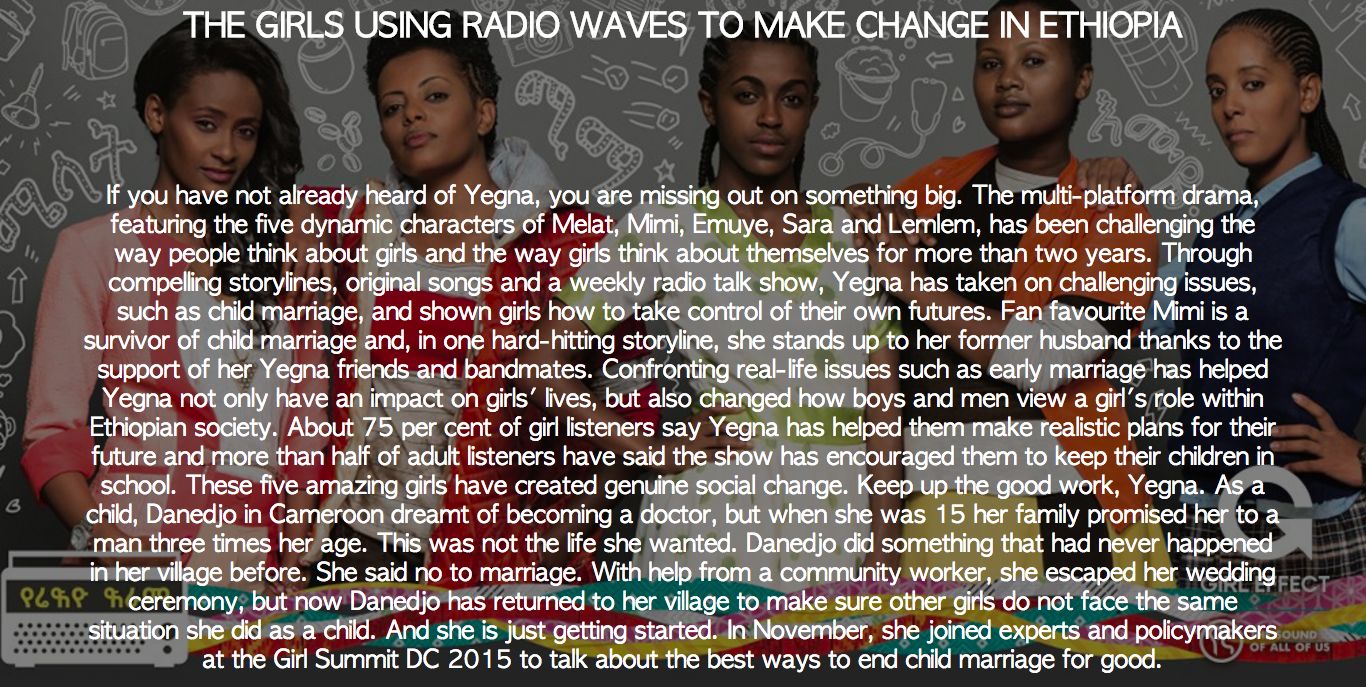 THE GIRLS USING RADIO WAVES TO MAKE CHANGE IN ETHIOPIA
If you have not already heard of Yegna, you are missing out on something big. The multi-platform drama,
featuring the five dynamic characters of Melat, Mimi, Emuye, Sara and Lemlem, has been challenging the
way people think about girls and the way girls think about themselves for more than two years. Through
compelling storylines, original songs and a weekly radio talk show, Yegna has taken on challenging issues,
such as child marriage, and shown girls how to take control of their own futures. Fan favourite Mimi is a
survivor of child marriage and, in one hard-hitting storyline, she stands up to her former husband thanks to the
support of her Yegna friends and bandmates. Confronting real-life issues such as early marriage has helped
Yegna not only have an impact on girls' lives, but also changed how boys and men view a girl's role within
Ethiopian society. About 75 per cent of girl listeners say Yegna has helped them make realistic plans for their
future and more than half of adult listeners have said the show has encouraged them to keep their children in
school. These five amazing girls have created genuine social change. Keep up the good work, Yegna. As a
child, Danedjo in Cameroon dreamt of becoming a doctor, but when she was 15 her family promised her to a
man three times her age. This was not the life she wanted. Danedjo did something that had never happened
in her village before. She said no to marriage. With help from a community worker, she escaped her wedding
ceremony; but now Danedjo has returned to her village to make sure other girls do not face the same
situation she did as a child. And she is just getting started. In November, she joined experts and policymakers
at the Girl Summit DC 2015 to talk about the best ways to end child marriage for good.
GIRL EFFECT
SOUND
OF ALL OF US